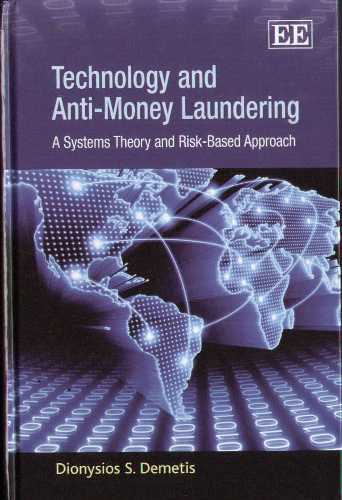 EE
Technology and
Anti-Money Laundering
A Systems Theory and Risk-Based Approach
Dionysios S. Demetis